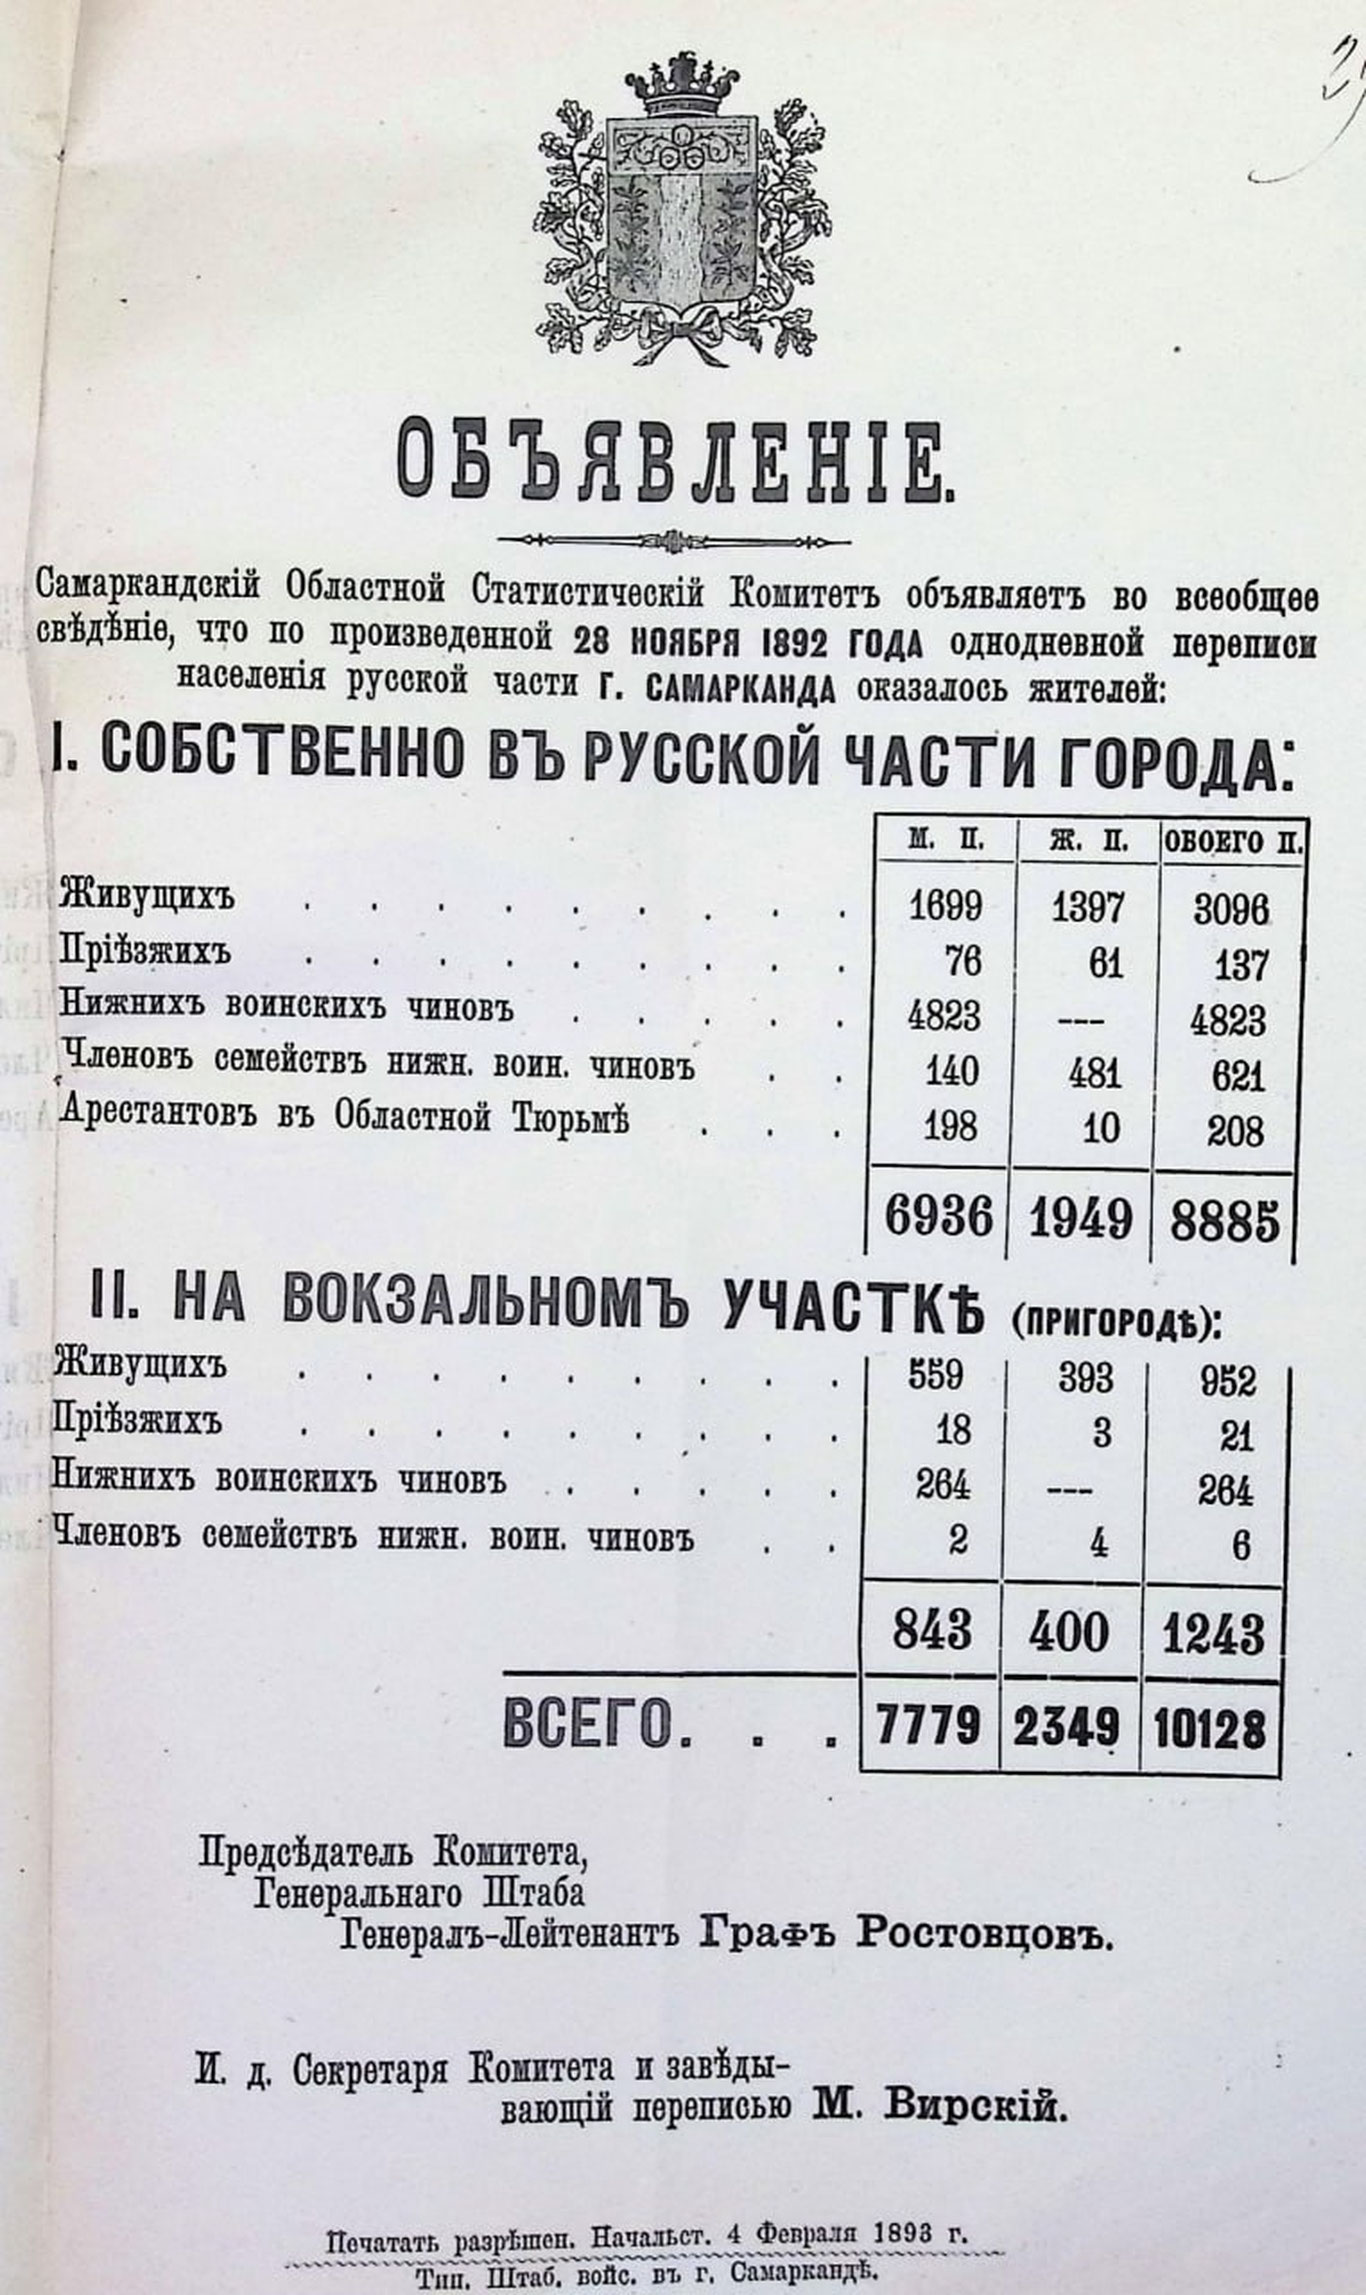 ОБЪЯВЛЕНІЕ.
Самаркандскій Областной Статистическій Комитетъ объявляетъ во всеобщее
свѣдѣніе, что по произведенной 28 НОЯБРЯ 1892 ГОДА однодневной переписи
населенія русской части Г. САМАРКАНДА оказалось жителей:
I. СОБСТВЕННО ВЪ РУССКОЙ ЧАСТИ ГОРОДА:
М. П. Ж. П. ОБОЕГО П.
Живущихъ . . . . . . . . . 1699 1397 3096
Пріѣзжихъ . . . . . . . . . 76 61 137
Нижнихъ воинскихъ чиновъ . . . . . 4823 --- 4823
Членовъ семействъ нижн. воин. чиновъ . . 140 481 621
Арестантовъ въ Областной Тюрьмѣ . . . 198 10 208
6936 1949 8885
II. НА ВОКЗАЛЬНОМЪ УЧАСТКѢ (ПРИГОРОДѢ):
Живущихъ . . . . . . . . . 559 393 952
Пріѣзжихъ . . . . . . . . . 18 3 21
Нижнихъ воинскихъ чиновъ . . . . . 264 --- 264
Членовъ семействъ нижн. воин. чиновъ . . 2 4 6
843 400 1243
ВСЕГО. . . 7779 2349 10128
Предсѣдатель Комитета,
Генеральнаго Штаба
Генералъ-Лейтенантъ Графъ Ростовцовъ.
И. д. Секретаря Комитета и завѣды-
вающій переписью М. Вирскій.
Печатать разрѣшен. Начальст. 4 Февраля 1893 г.
Тип. Штаб. войс. въ г. Самаркандѣ.